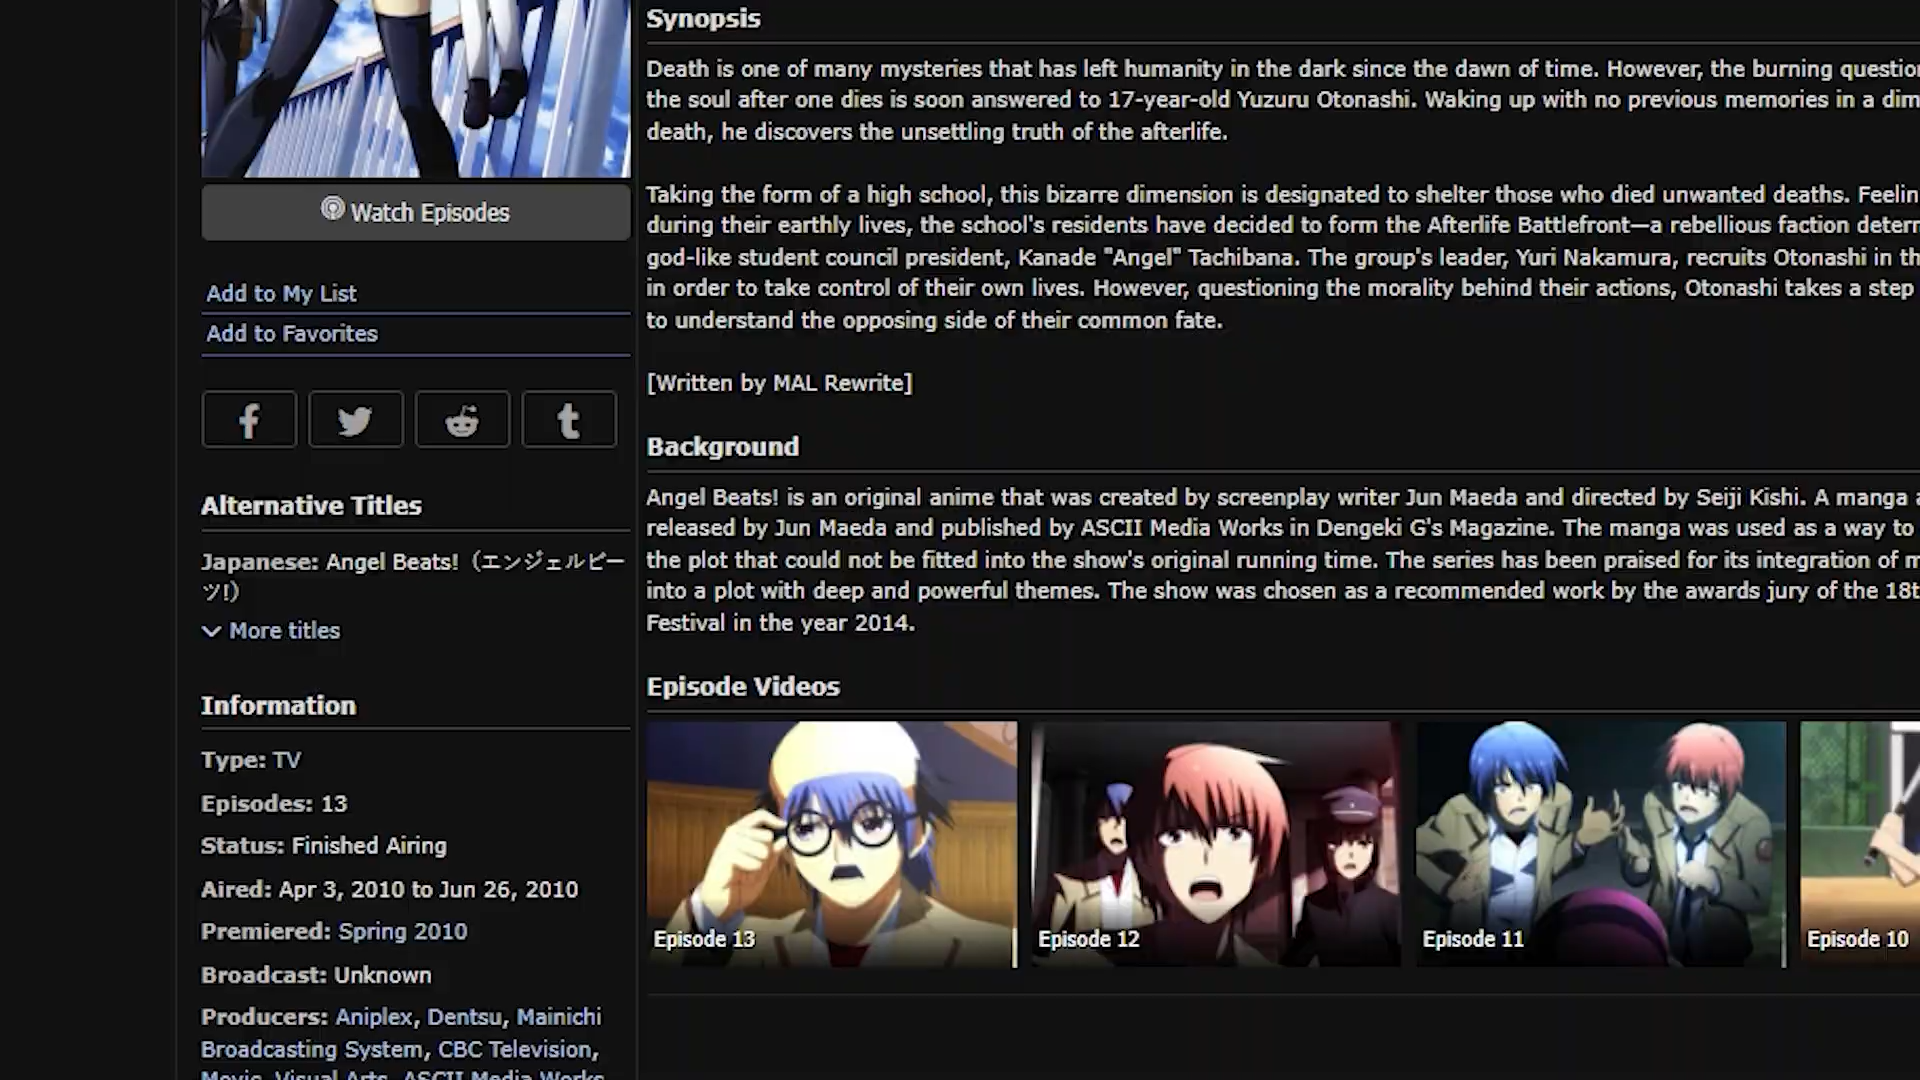 Watch Episodes
Add to My List
Add to Favorites
Alternative Titles
Japanese: Angel Beats!（エンジェルビー
ツ!）
More titles
Information
Type: TV
Episodes: 13
Status: Finished Airing
Aired: Apr 3, 2010 to Jun 26, 2010
Premiered: Spring 2010
Broadcast: Unknown
Producers: Aniplex, Dentsu, Mainichi
Broadcasting System, CBC Television,
Movic, Visual Arts, ASCII Media Works
Synopsis
Death is one of many mysteries that has left humanity in the dark since the dawn of time. However, the burning questio
the soul after one dies is soon answered to 17-year-old Yuzuru Otonashi. Waking up with no previous memories in a dim
death, he discovers the unsettling truth of the afterlife.
Taking the form of a high school, this bizarre dimension is designated to shelter those who died unwanted deaths. Feelin
during their earthly lives, the school's residents have decided to form the Afterlife Battlefront—a rebellious faction deter
god-like student council president, Kanade "Angel" Tachibana. The group's leader, Yuri Nakamura, recruits Otonashi in th
in order to take control of their own lives. However, questioning the morality behind their actions, Otonashi takes a step
to understand the opposing side of their common fate.
[Written by MAL Rewrite]
Background
Angel Beats! is an original anime that was created by screenplay writer Jun Maeda and directed by Seiji Kishi. A manga a
released by Jun Maeda and published by ASCII Media Works in Dengeki G's Magazine. The manga was used as a way to
the plot that could not be fitted into the show's original running time. The series has been praised for its integration of m
into a plot with deep and powerful themes. The show was chosen as a recommended work by the awards jury of the 18t
Festival in the year 2014.
Episode Videos
Episode 13
Episode 12
Episode 11
Episode 10